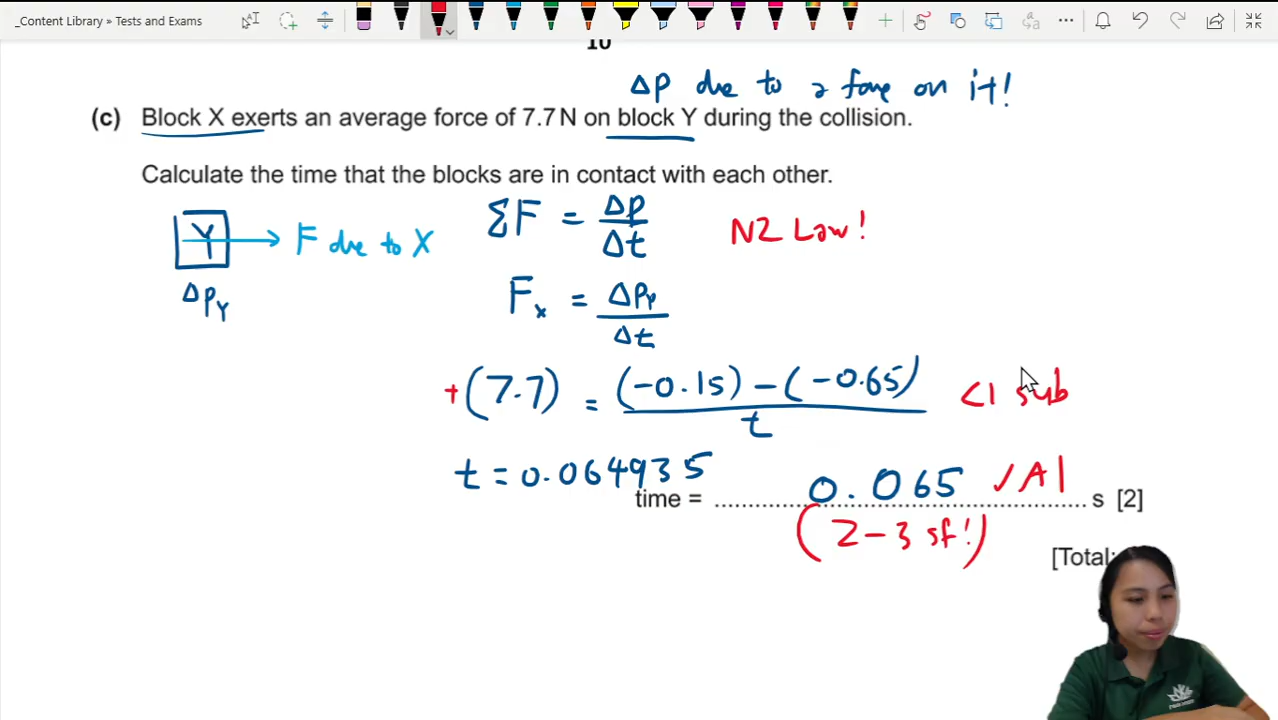 _Content Library » Tests and Exams
10
Δp due to 2 force on it!
(c) Block X exerts an average force of 7.7 N on block Y during the collision.
Calculate the time that the blocks are in contact with each other.
Y F due to X
ΔpY
ΣF = Δp/Δt N2 Law!
Fx = ΔpY/Δt
+(7.7) = ((-0.15) - (-0.65))/t <1 sub
t = 0.064935
time = 0.065 s [2] ✓A1
(2-3 sf!)
[Total: